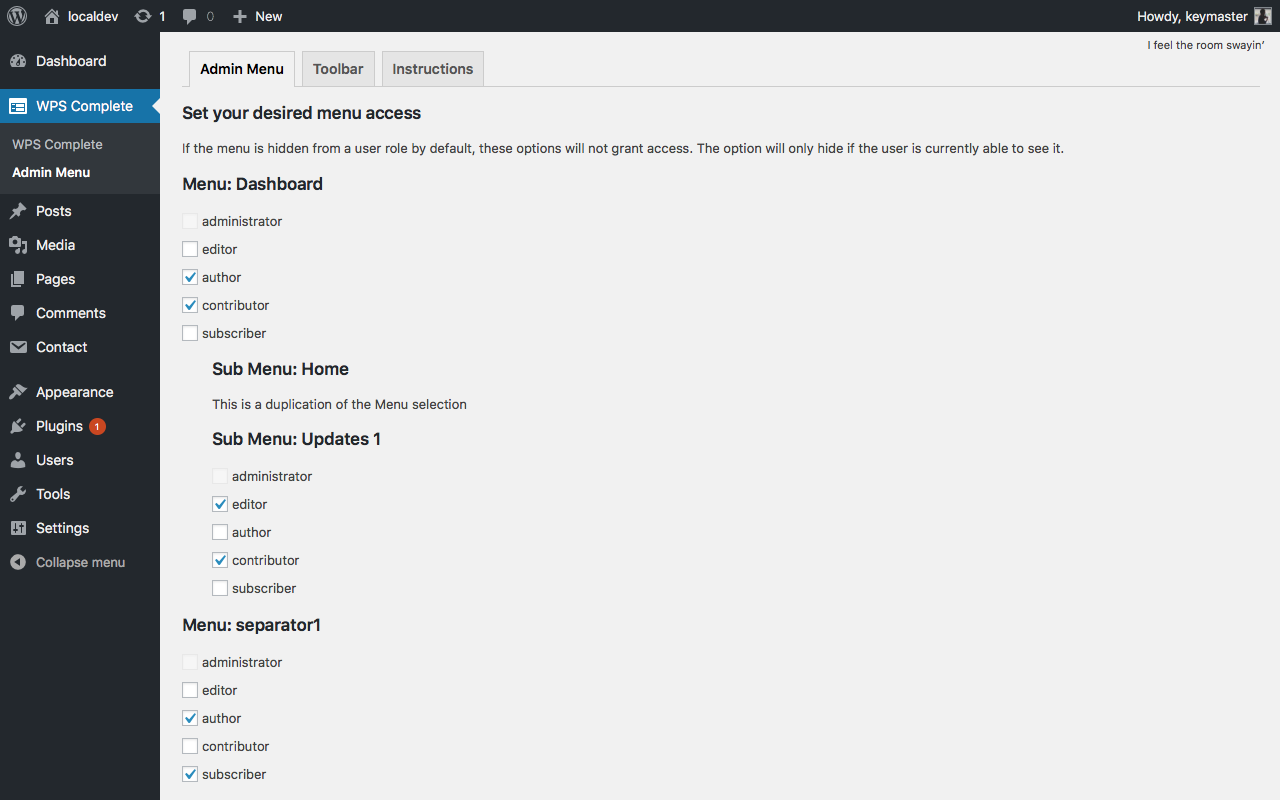 localdev 1 0 New Howdy, keymaster
I feel the room swayin’
Dashboard
WPS Complete
WPS Complete
Admin Menu
Posts
Media
Pages
Comments
Contact
Appearance
Plugins 1
Users
Tools
Settings
Collapse menu
Admin Menu Toolbar Instructions
Set your desired menu access
If the menu is hidden from a user role by default, these options will not grant access. The option will only hide if the user is currently able to see it.
Menu: Dashboard
administrator
editor
author
contributor
subscriber
Sub Menu: Home
This is a duplication of the Menu selection
Sub Menu: Updates 1
administrator
editor
author
contributor
subscriber
Menu: separator1
administrator
editor
author
contributor
subscriber